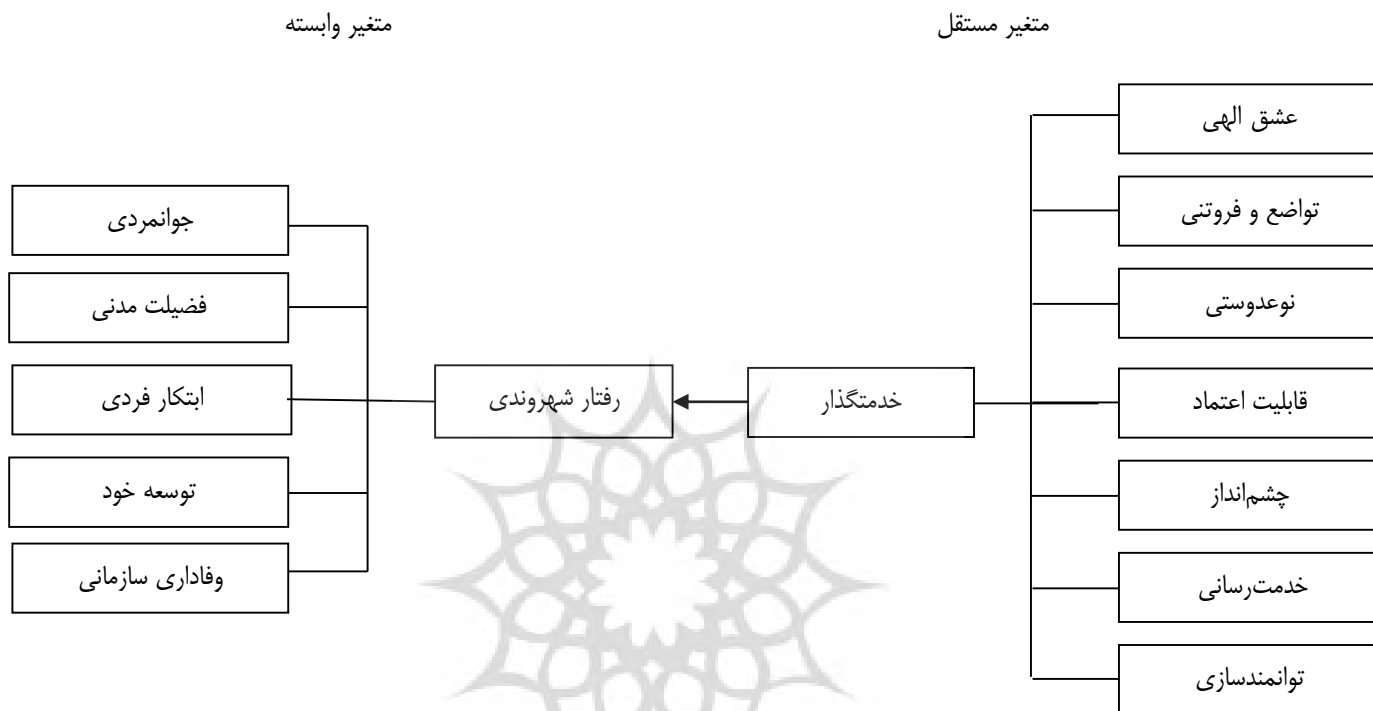 متغیر مستقل
متغیر وابسته
عشق الهی
تواضع و فروتنی
نوعدوستی
قابلیت اعتماد
چشم‌انداز
خدمت‌رسانی
توانمندسازی
خدمتگذار
رفتار شهروندی
جوانمردی
فضیلت مدنی
ابتکار فردی
توسعه خود
وفاداری سازمانی